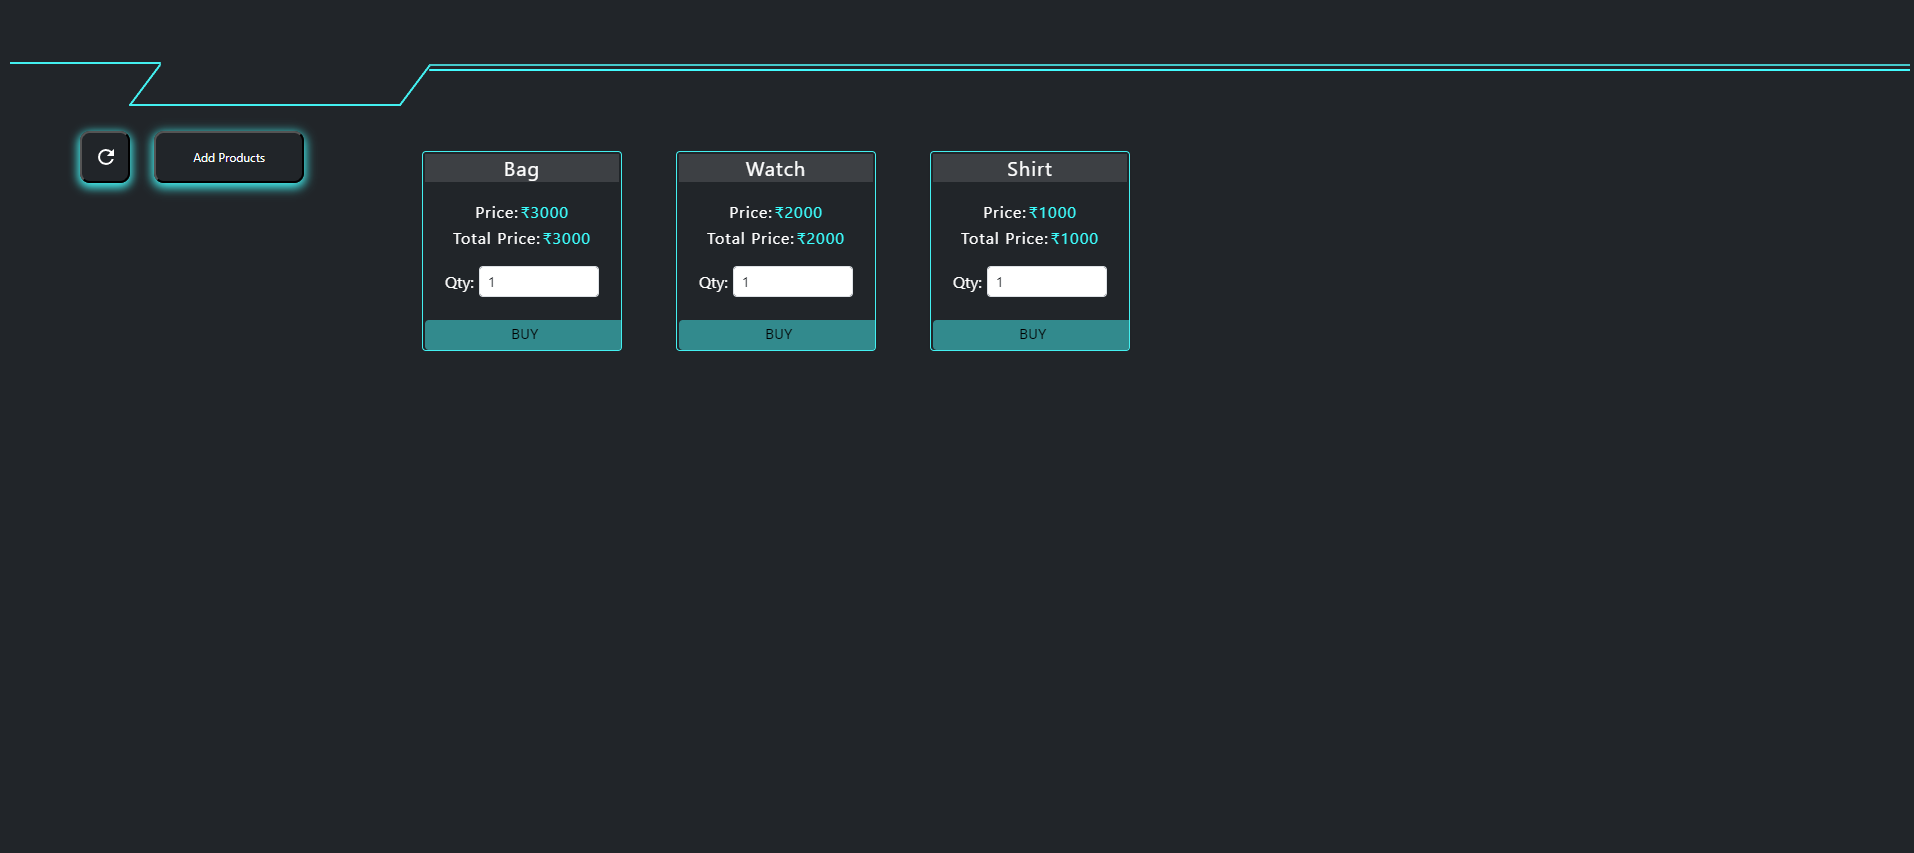 Add Products
Bag
Price:₹3000
Total Price:₹3000
Qty: 1
BUY
Watch
Price:₹2000
Total Price:₹2000
Qty: 1
BUY
Shirt
Price:₹1000
Total Price:₹1000
Qty: 1
BUY